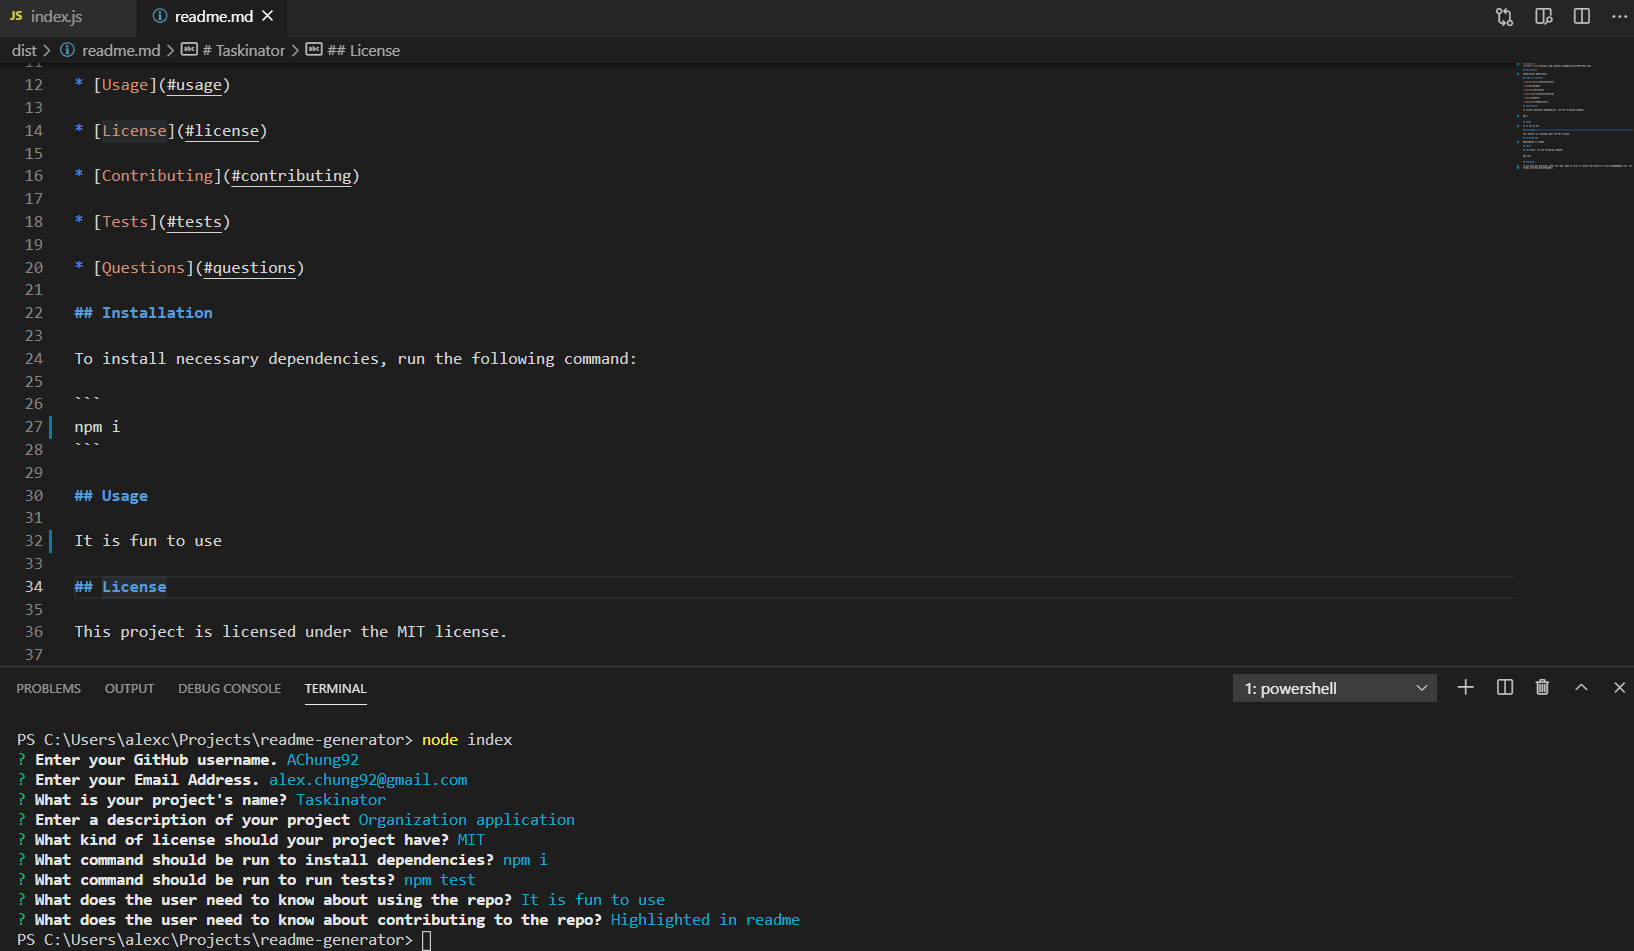 JS index.js
readme.md
dist > readme.md > # Taskinator > ## License
11
12 * [Usage](#usage)
13
14 * [License](#license)
15
16 * [Contributing](#contributing)
17
18 * [Tests](#tests)
19
20 * [Questions](#questions)
21
22 ## Installation
23
24 To install necessary dependencies, run the following command:
25
26 ```
27 npm i
28 ```
29
30 ## Usage
31
32 It is fun to use
33
34 ## License
35
36 This project is licensed under the MIT license.
37
PROBLEMS OUTPUT DEBUG CONSOLE TERMINAL 1: powershell
PS C:\Users\alexc\Projects\readme-generator> node index
? Enter your GitHub username. AChung92
? Enter your Email Address. alex.chung92@gmail.com
? What is your project's name? Taskinator
? Enter a description of your project Organization application
? What kind of license should your project have? MIT
? What command should be run to install dependencies? npm i
? What command should be run to run tests? npm test
? What does the user need to know about using the repo? It is fun to use
? What does the user need to know about contributing to the repo? Highlighted in readme
PS C:\Users\alexc\Projects\readme-generator>